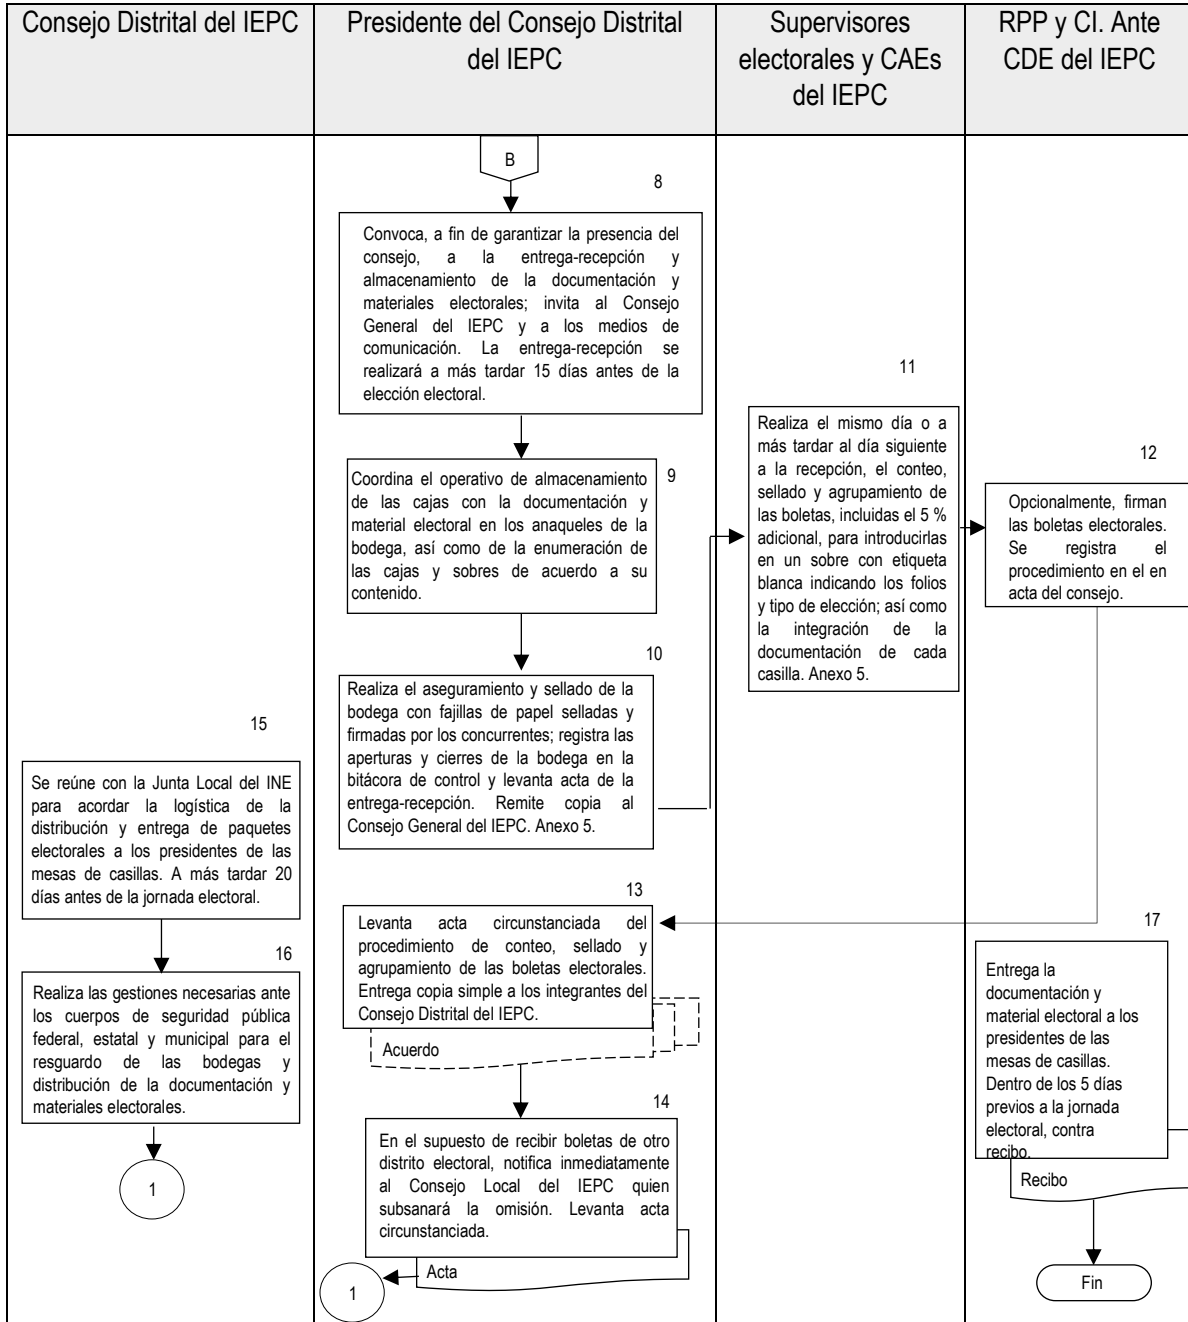 Consejo Distrital del IEPC
Presidente del Consejo Distrital
del IEPC
Supervisores
electorales y CAEs
del IEPC
RPP y CI. Ante
CDE del IEPC
B
8
Convoca, a fin de garantizar la presencia del
consejo, a la entrega-recepción y
almacenamiento de la documentación y
materiales electorales; invita al Consejo
General del IEPC y a los medios de
comunicación. La entrega-recepción se
realizará a más tardar 15 días antes de la
elección electoral.
9
Coordina el operativo de almacenamiento
de las cajas con la documentación y
material electoral en los anaqueles de la
bodega, así como de la enumeración de
las cajas y sobres de acuerdo a su
contenido.
10
Realiza el aseguramiento y sellado de la
bodega con fajillas de papel selladas y
firmadas por los concurrentes; registra las
aperturas y cierres de la bodega en la
bitácora de control y levanta acta de la
entrega-recepción. Remite copia al
Consejo General del IEPC. Anexo 5.
11
Realiza el mismo día o a
más tardar al día siguiente
a la recepción, el conteo,
sellado y agrupamiento de
las boletas, incluidas el 5 %
adicional, para introducirlas
en un sobre con etiqueta
blanca indicando los folios
y tipo de elección; así como
la integración de la
documentación de cada
casilla. Anexo 5.
12
Opcionalmente, firman
las boletas electorales.
Se registra el
procedimiento en el en
acta del consejo.
13
Levanta acta circunstanciada del
procedimiento de conteo, sellado y
agrupamiento de las boletas electorales.
Entrega copia simple a los integrantes del
Consejo Distrital del IEPC.
Acuerdo
14
En el supuesto de recibir boletas de otro
distrito electoral, notifica inmediatamente
al Consejo Local del IEPC quien
subsanará la omisión. Levanta acta
circunstanciada.
Acta
1
15
Se reúne con la Junta Local del INE
para acordar la logística de la
distribución y entrega de paquetes
electorales a los presidentes de las
mesas de casillas. A más tardar 20
días antes de la jornada electoral.
16
Realiza las gestiones necesarias ante
los cuerpos de seguridad pública
federal, estatal y municipal para el
resguardo de las bodegas y
distribución de la documentación y
materiales electorales.
1
17
Entrega la
documentación y
material electoral a los
presidentes de las
mesas de casillas.
Dentro de los 5 días
previos a la jornada
electoral, contra
recibo.
Recibo
Fin